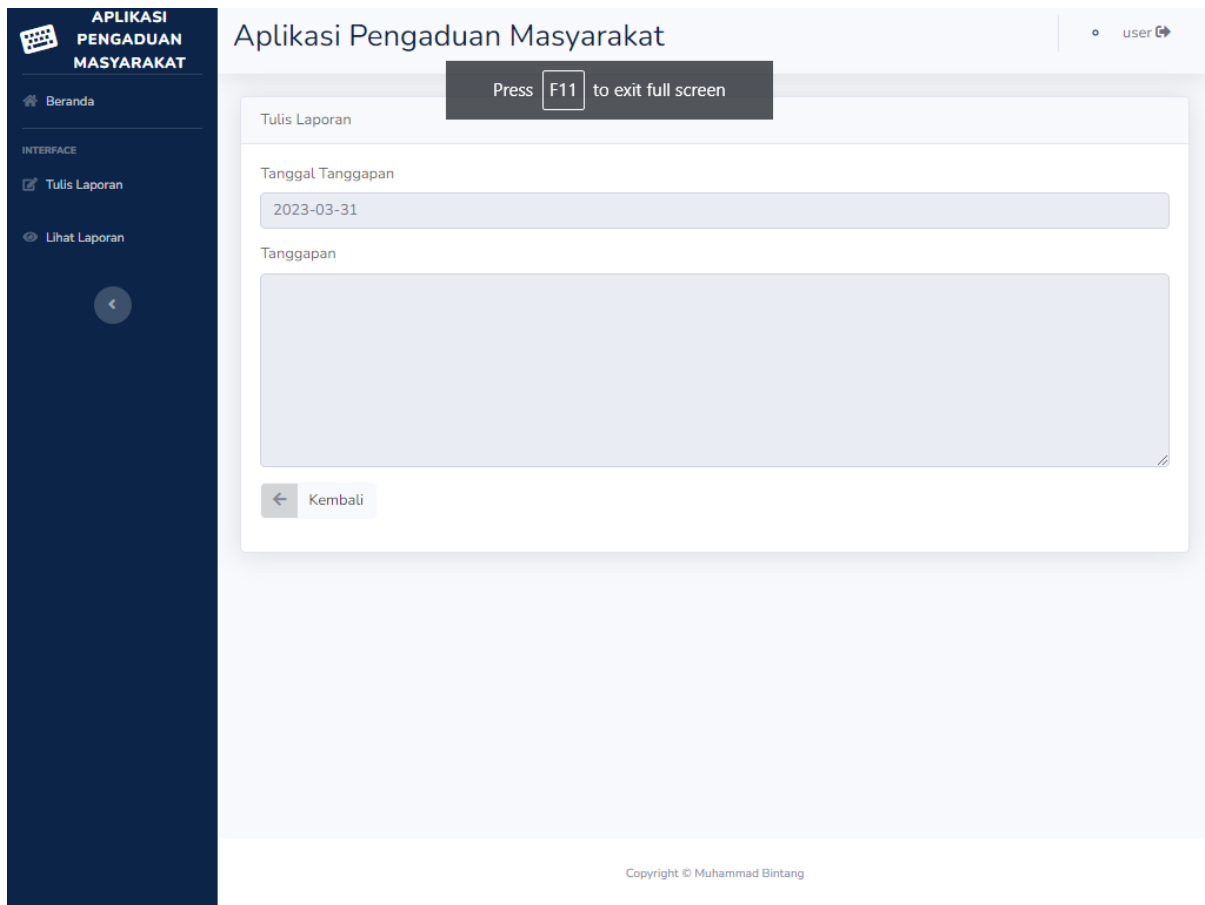 APLIKASI
PENGADUAN
MASYARAKAT
Beranda
INTERFACE
Tulis Laporan
Lihat Laporan
Aplikasi Pengaduan Masyarakat
user
Press F11 to exit full screen
Tulis Laporan
Tanggal Tanggapan
2023-03-31
Tanggapan
Kembali
Copyright © Muhammad Bintang